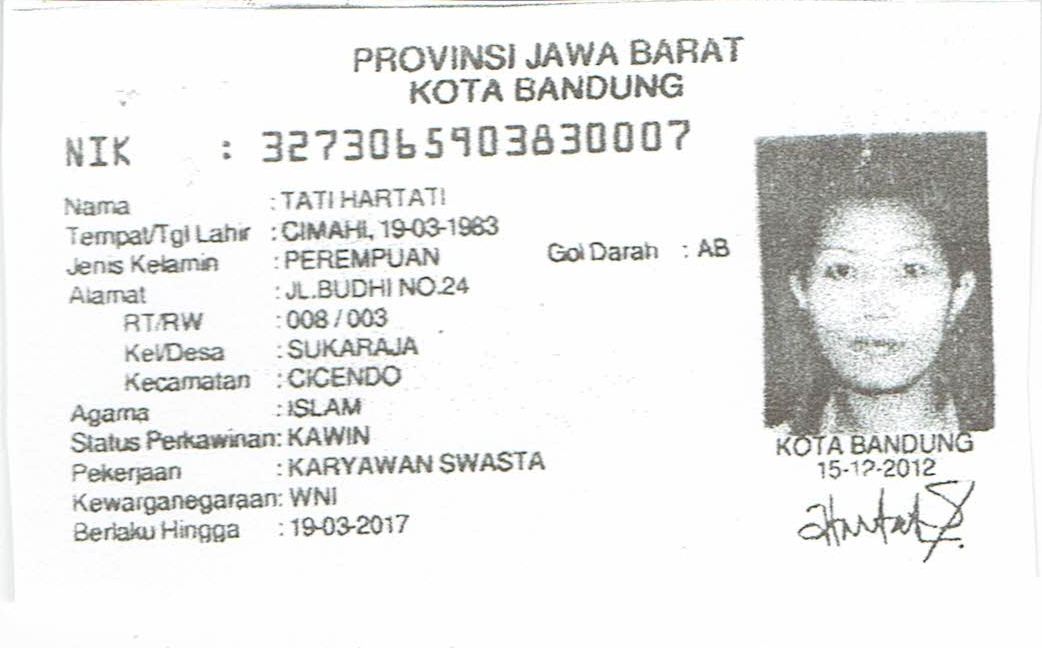 PROVINSI JAWA BARAT
KOTA BANDUNG
NIK : 3273065903830007
Nama : TATI HARTATI
Tempat/Tgl Lahir : CIMAHI, 19-03-1983
Jenis Kelamin : PEREMPUAN Gol Darah : AB
Alamat : JL.BUDHI NO.24
RT/RW : 008 / 003
Kel/Desa : SUKARAJA
Kecamatan : CICENDO
Agama : ISLAM
Status Perkawinan: KAWIN
Pekerjaan : KARYAWAN SWASTA
Kewarganegaraan: WNI
Berlaku Hingga : 19-03-2017
KOTA BANDUNG
15-12-2012